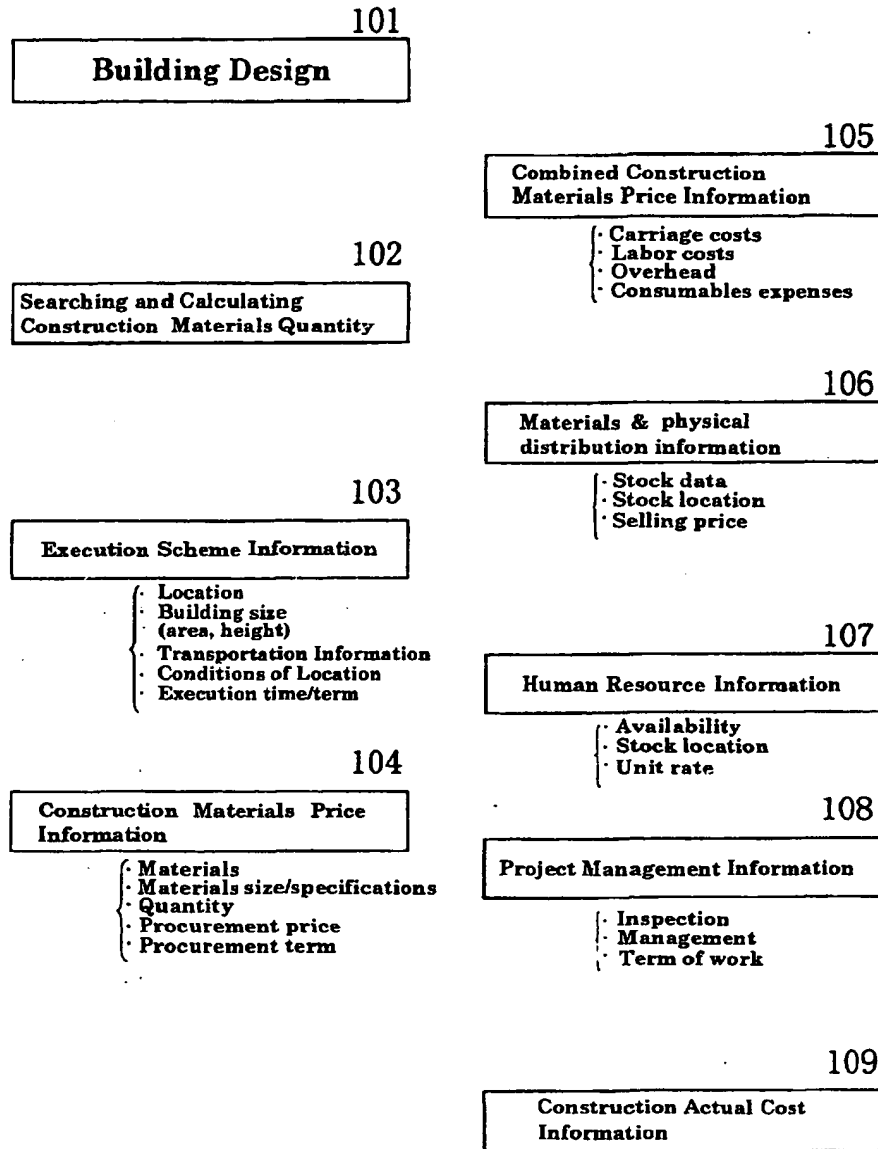 101
Building Design
102
Searching and Calculating
Construction Materials Quantity
103
Execution Scheme Information
· Location
· Building size
(area, height)
· Transportation Information
· Conditions of Location
· Execution time/term
104
Construction Materials Price
Information
· Materials
· Materials size/specifications
· Quantity
· Procurement price
· Procurement term
105
Combined Construction
Materials Price Information
· Carriage costs
· Labor costs
· Overhead
· Consumables expenses
106
Materials & physical
distribution information
· Stock data
· Stock location
· Selling price
107
Human Resource Information
· Availability
· Stock location
· Unit rate
108
Project Management Information
· Inspection
· Management
· Term of work
109
Construction Actual Cost
Information